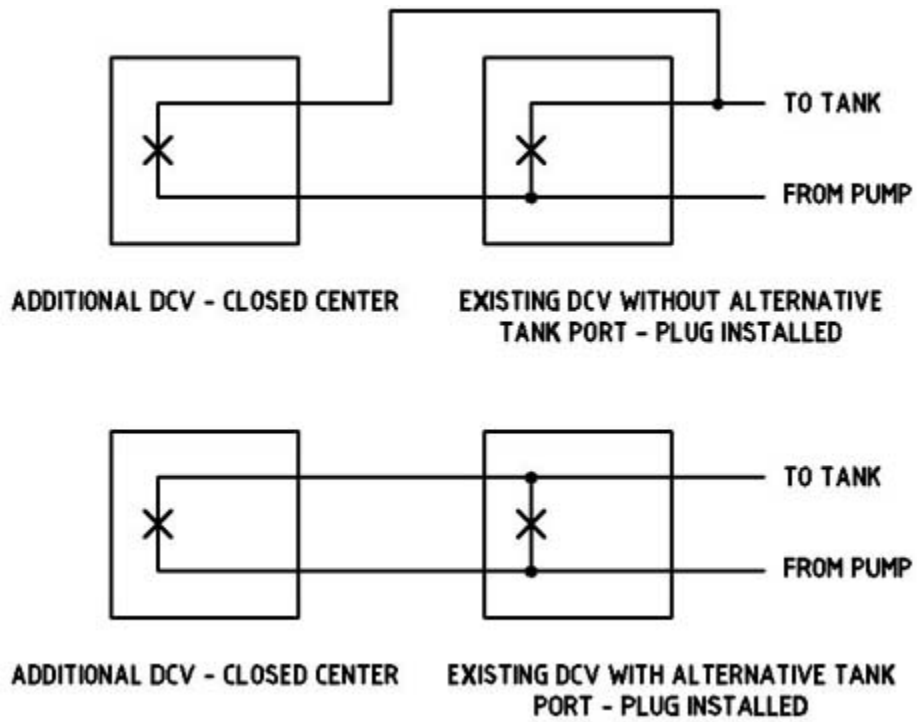 TO TANK
FROM PUMP
ADDITIONAL DCV - CLOSED CENTER
EXISTING DCV WITHOUT ALTERNATIVE
TANK PORT - PLUG INSTALLED
TO TANK
FROM PUMP
ADDITIONAL DCV - CLOSED CENTER
EXISTING DCV WITH ALTERNATIVE TANK
PORT - PLUG INSTALLED